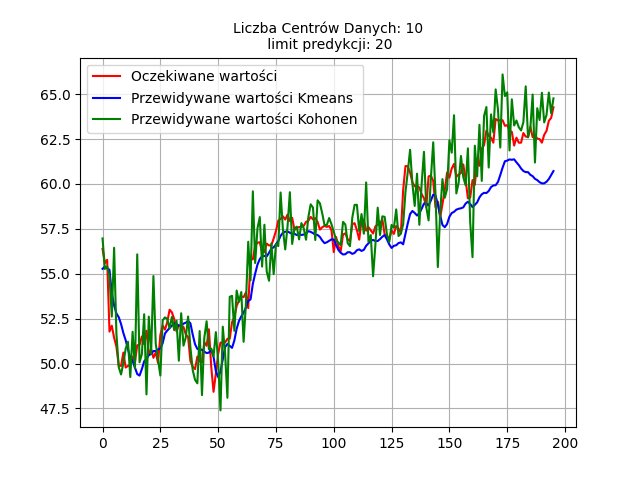 Liczba Centrów Danych: 10
limit predykcji: 20
Oczekiwane wartości
Przewidywane wartości Kmeans
Przewidywane wartości Kohonen
65.0
62.5
60.0
57.5
55.0
52.5
50.0
47.5
0 25 50 75 100 125 150 175 200